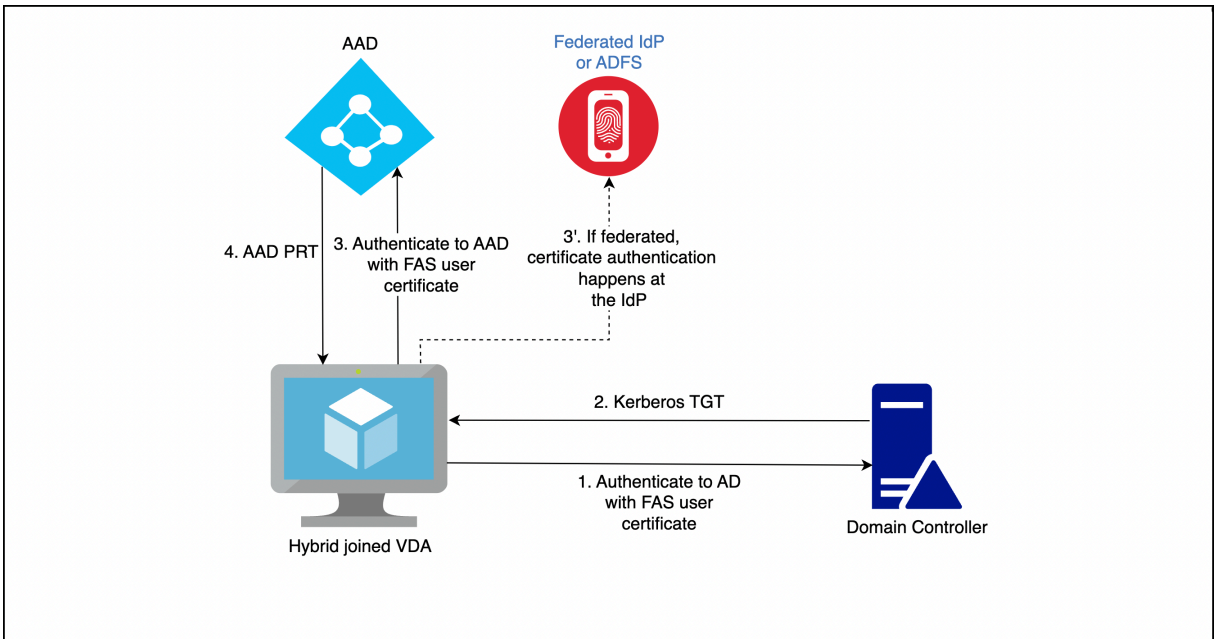 AAD
Federated IdP
or ADFS
4. AAD PRT
3. Authenticate to AAD
with FAS user
certificate
3'. If federated,
certificate authentication
happens at
the IdP
2. Kerberos TGT
1. Authenticate to AD
with FAS user
certificate
Hybrid joined VDA
Domain Controller